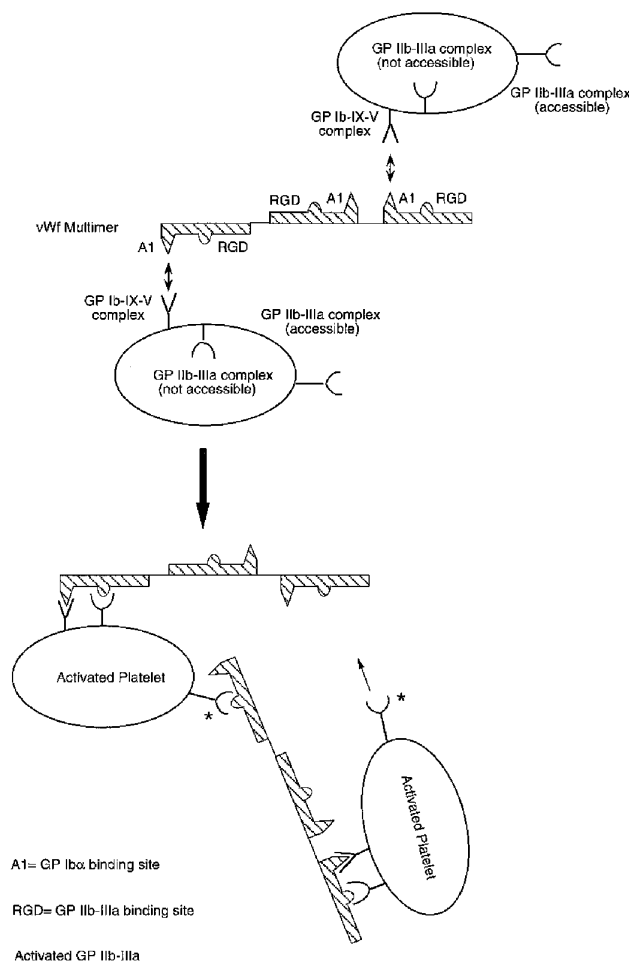 GP IIb-IIIa complex
(not accessible)
GP IIb-IIIa complex
(accessible)
GP Ib-IX-V
complex
RGD
A1
A1
RGD
vWf Multimer
A1
RGD
GP Ib-IX-V
complex
GP IIb-IIIa complex
(accessible)
GP IIb-IIIa complex
(not accessible)
Activated Platelet
*
*
Activated Platelet
A1= GP Ibα binding site
RGD= GP IIb-IIIa binding site
Activated GP IIb-IIIa